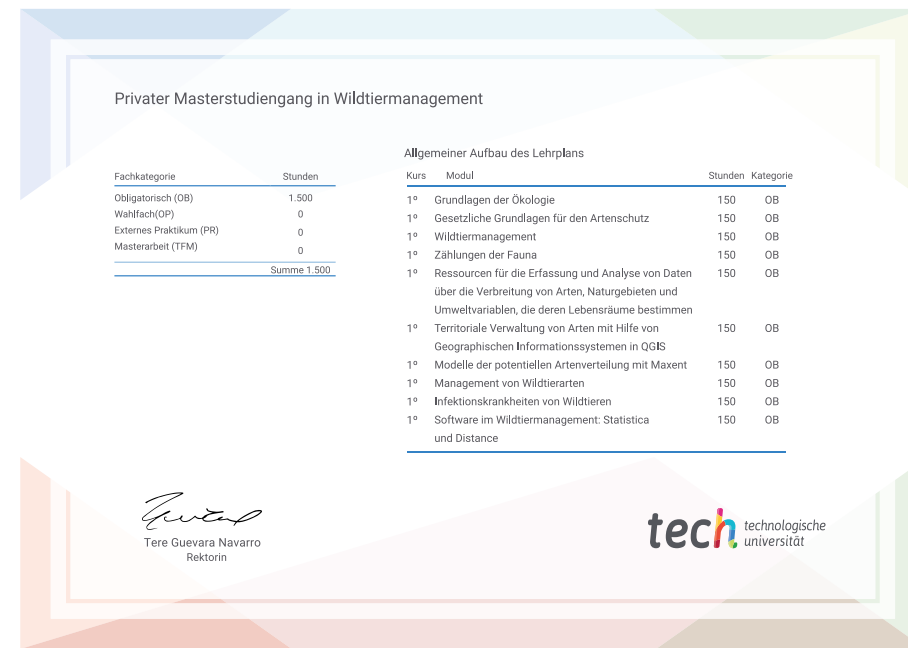 Privater Masterstudiengang in Wildtiermanagement
Fachkategorie Stunden
Obligatorisch (OB) 1.500
Wahlfach(OP) 0
Externes Praktikum (PR) 0
Masterarbeit (TFM) 0
Summe 1.500
Allgemeiner Aufbau des Lehrplans
Kurs Modul Stunden Kategorie
1º Grundlagen der Ökologie 150 OB
1º Gesetzliche Grundlagen für den Artenschutz 150 OB
1º Wildtiermanagement 150 OB
1º Zählungen der Fauna 150 OB
1º Ressourcen für die Erfassung und Analyse von Daten 150 OB
über die Verbreitung von Arten, Naturgebieten und
Umweltvariablen, die deren Lebensräume bestimmen
1º Territoriale Verwaltung von Arten mit Hilfe von 150 OB
Geographischen Informationssystemen in QGIS
1º Modelle der potentiellen Artenverteilung mit Maxent 150 OB
1º Management von Wildtierarten 150 OB
1º Infektionskrankheiten von Wildtieren 150 OB
1º Software im Wildtiermanagement: Statistica 150 OB
und Distance
Tere Guevara Navarro
Rektorin
tech technologische
universität